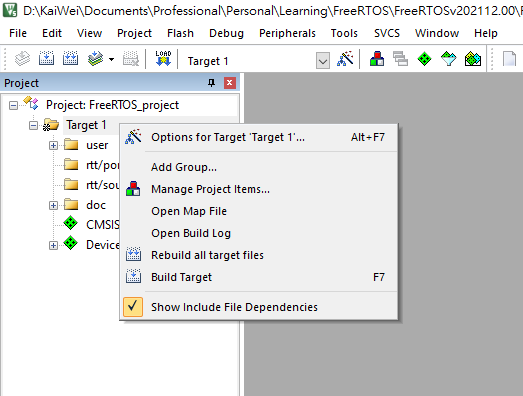 D:\KaiWei\Documents\Professional\Personal\Learning\FreeRTOS\FreeRTOSv202112.00\
File Edit View Project Flash Debug Peripherals Tools SVCS Window Help
LOAD Target 1
Project
Project: FreeRTOS_project
Target 1
Options for Target 'Target 1'... Alt+F7
user
Add Group...
rtt/por
Manage Project Items...
rtt/sou
Open Map File
doc
Open Build Log
CMSIS
Rebuild all target files
Device
Build Target F7
Show Include File Dependencies